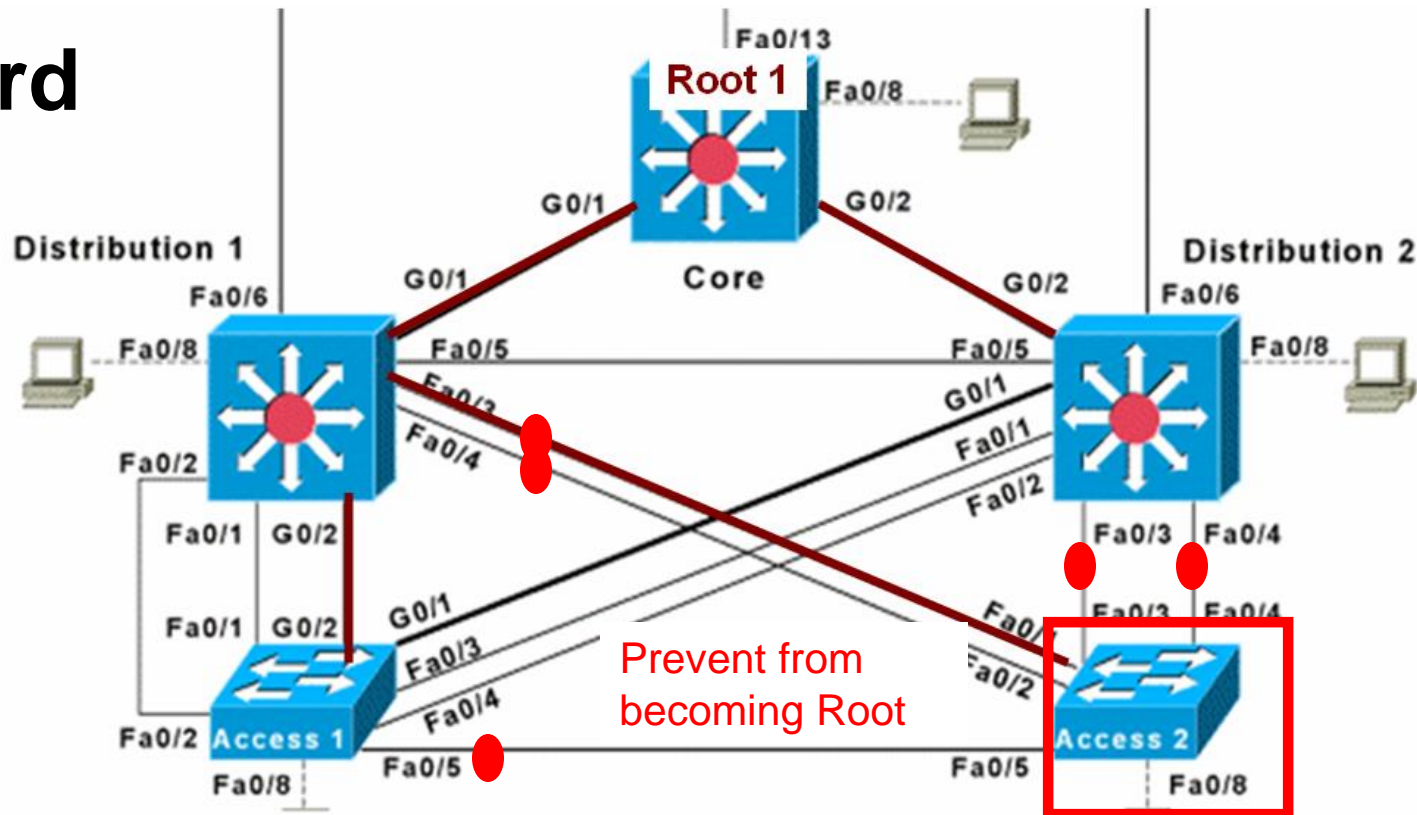 rd
Fa0/13
Root 1
Fa0/8
G0/1
G0/2
Distribution 1
Distribution 2
Core
G0/1
G0/2
Fa0/6
Fa0/6
Fa0/8
Fa0/5
Fa0/5
Fa0/8
Fa0/3
G0/1
Fa0/4
Fa0/1
Fa0/2
Fa0/2
Fa0/1
G0/2
Fa0/3
Fa0/4
G0/1
Fa0/3
Fa0/4
Fa0/1
G0/2
Fa0/3
Prevent from
becoming Root
Fa0/2
Fa0/4
Fa0/2
Access 1
Access 2
Fa0/5
Fa0/5
Fa0/8
Fa0/8